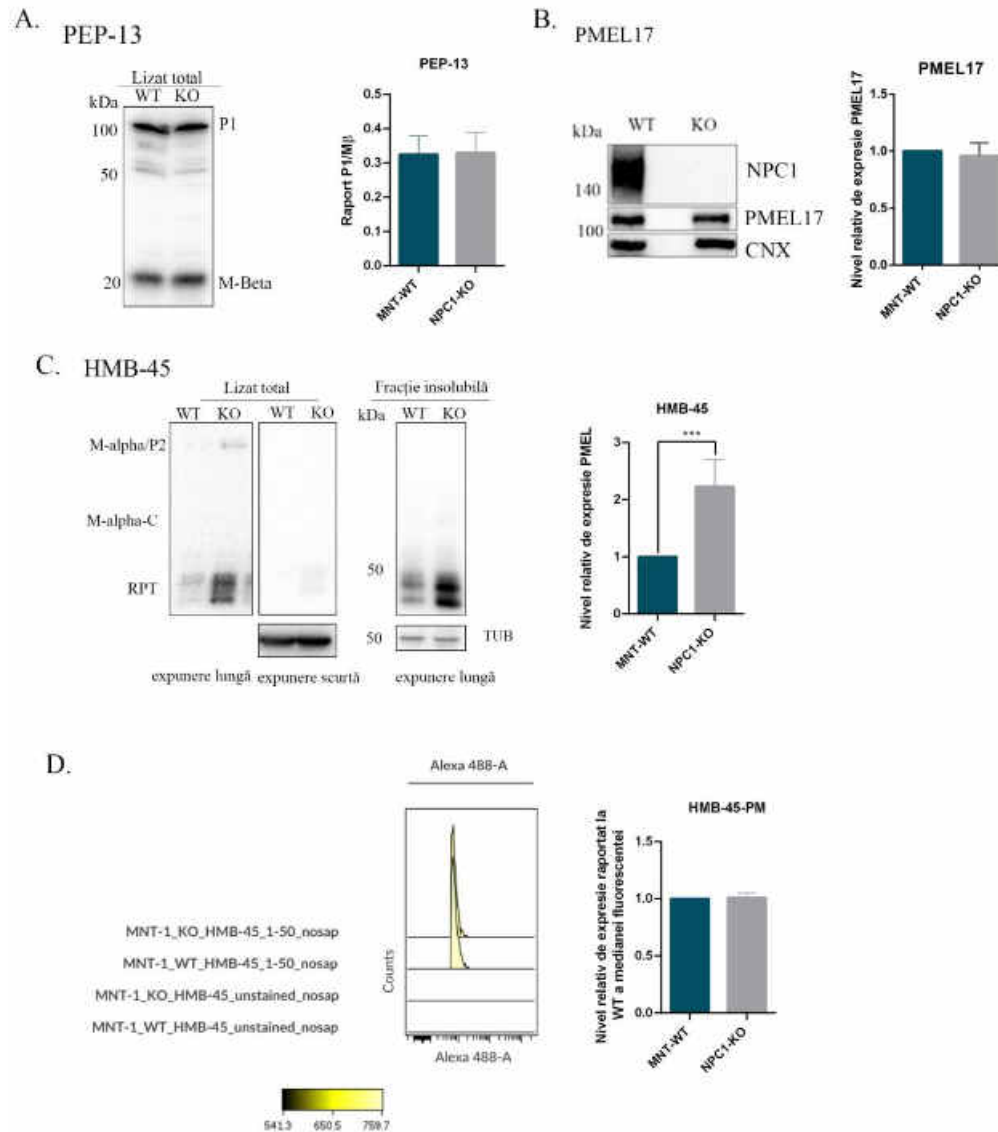 A.
PEP-13
Lizat total
WT KO
kDa
100
50
20
P1
M-Beta
PEP-13
Raport P1/Mβ
0.5
0.4
0.3
0.2
0.1
0.0
MNT-WT
NPC1-KO
B.
PMEL17
kDa
WT KO
140
100
NPC1
PMEL17
CNX
PMEL17
Nivel relativ de expresie PMEL17
1.5
1.0
0.5
0.0
MNT-WT
NPC1-KO
C. HMB-45
Lizat total
WT KO WT KO
M-alpha/P2
M-alpha-C
RPT
expunere lungă
expunere scurtă
Fracție insolubilă
kDa WT KO
50
50
TUB
expunere lungă
HMB-45
Nivel relativ de expresie PMEL
3
2
1
0
***
MNT-WT
NPC1-KO
D.
Alexa 488-A
MNT-1_KO_HMB-45_1-50_nosap
MNT-1_WT_HMB-45_1-50_nosap
MNT-1_KO_HMB-45_unstained_nosap
MNT-1_WT_HMB-45_unstained_nosap
Counts
Alexa 488-A
541.3 650.5 759.7
HMB-45-PM
Nivel relativ de expresie raportat la
WT a medianei fluorescentei
1.5
1.0
0.5
0.0
MNT-WT
NPC1-KO